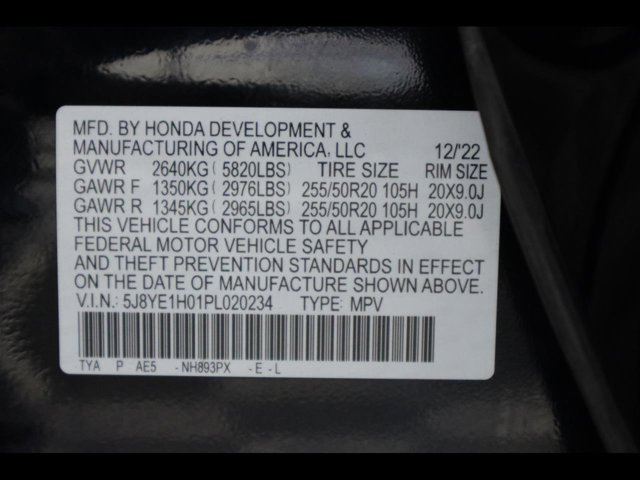 MFD. BY HONDA DEVELOPMENT &
MANUFACTURING OF AMERICA, LLC 12/'22
GVWR 2640KG ( 5820LBS ) TIRE SIZE RIM SIZE
GAWR F 1350KG ( 2976LBS ) 255/50R20 105H 20X9.0J
GAWR R 1345KG ( 2965LBS ) 255/50R20 105H 20X9.0J
THIS VEHICLE CONFORMS TO ALL APPLICABLE
FEDERAL MOTOR VEHICLE SAFETY
AND THEFT PREVENTION STANDARDS IN EFFECT
ON THE DATE OF MANUFACTURE SHOWN ABOVE.
V.I.N.: 5J8YE1H01PL020234 TYPE: MPV
TYA P AE5 -NH893PX -E-L